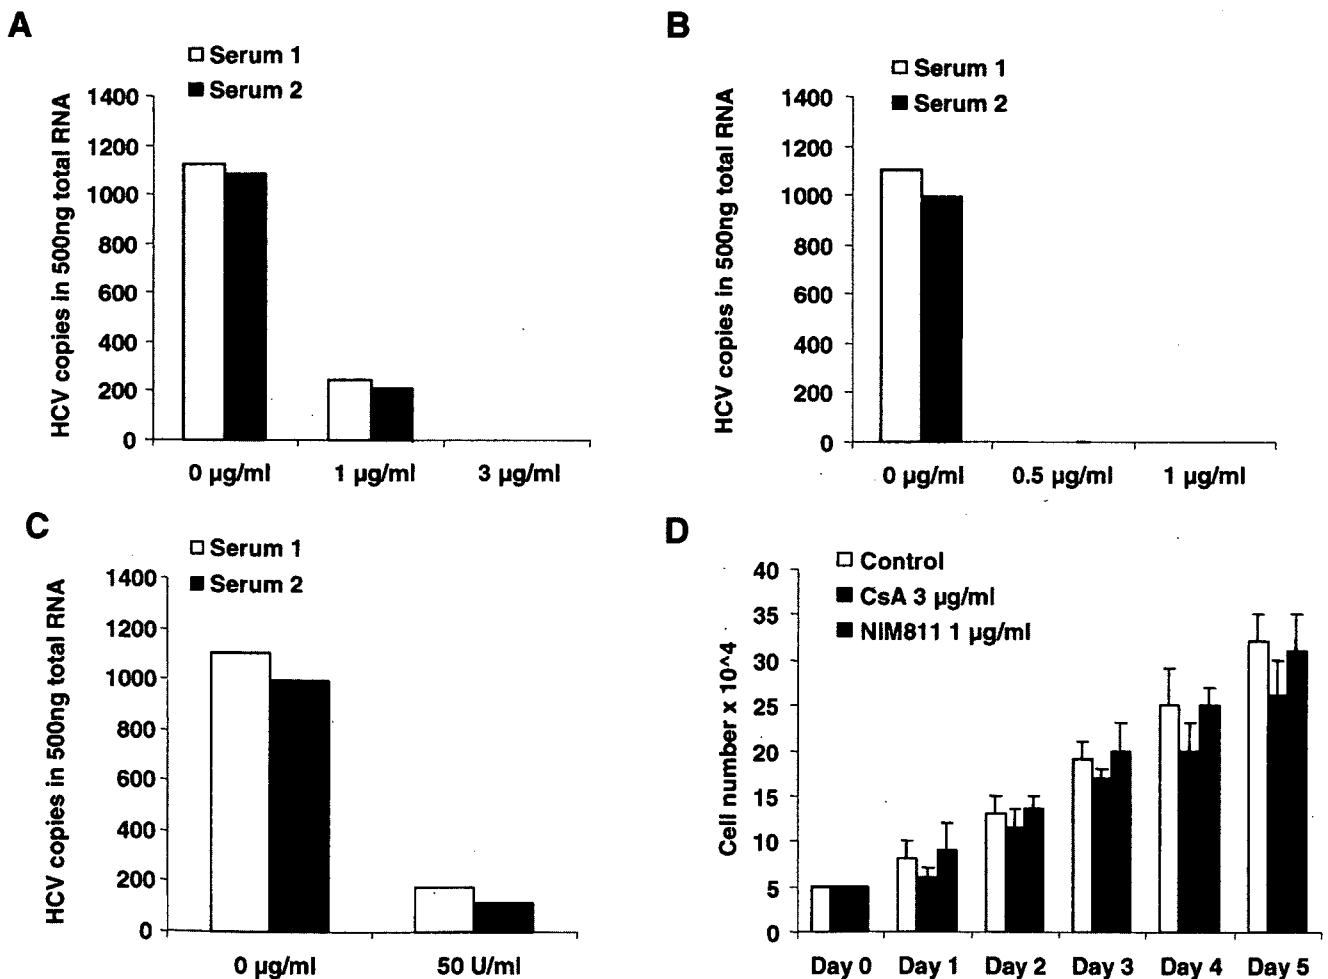 A
Serum 1
Serum 2
HCV copies in 500ng total RNA
1400
1200
1000
800
600
400
200
0
0 µg/ml 1 µg/ml 3 µg/ml
B
Serum 1
Serum 2
HCV copies in 500ng total RNA
1400
1200
1000
800
600
400
200
0
0 µg/ml 0.5 µg/ml 1 µg/ml
C
Serum 1
Serum 2
HCV copies in 500ng total RNA
1400
1200
1000
800
600
400
200
0
0 µg/ml 50 U/ml
D
Control
CsA 3 µg/ml
NIM811 1 µg/ml
Cell number x 10^4
40
35
30
25
20
15
10
5
0
Day 0 Day 1 Day 2 Day 3 Day 4 Day 5